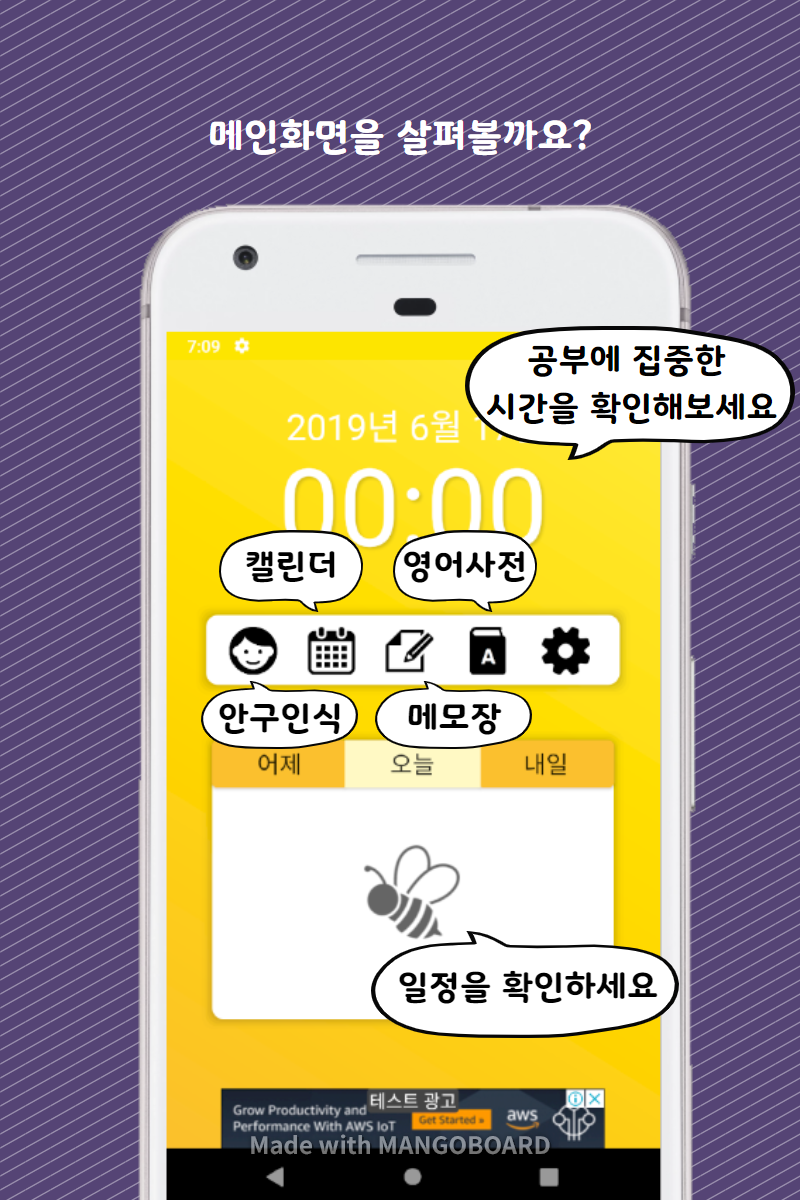 메인화면을 살펴볼까요?
7:09
공부에 집중한
시간을 확인해보세요
2019년 6월
00:00
캘린더
영어사전
A
안구인식
메모장
어제
오늘
내일
일정을 확인하세요
테스트 광고
Grow Productivity and
Performance With AWS IoT
Get Started »
aws
Made with MANGOBOARD